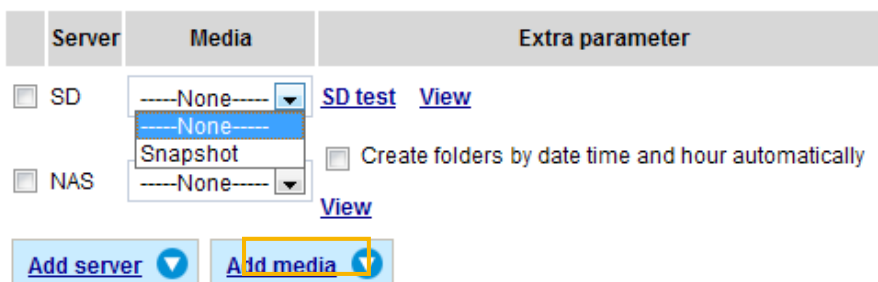 Server Media Extra parameter
SD -----None----- SD test View
-----None-----
Snapshot
Create folders by date time and hour automatically
NAS -----None-----
View
Add server Add media